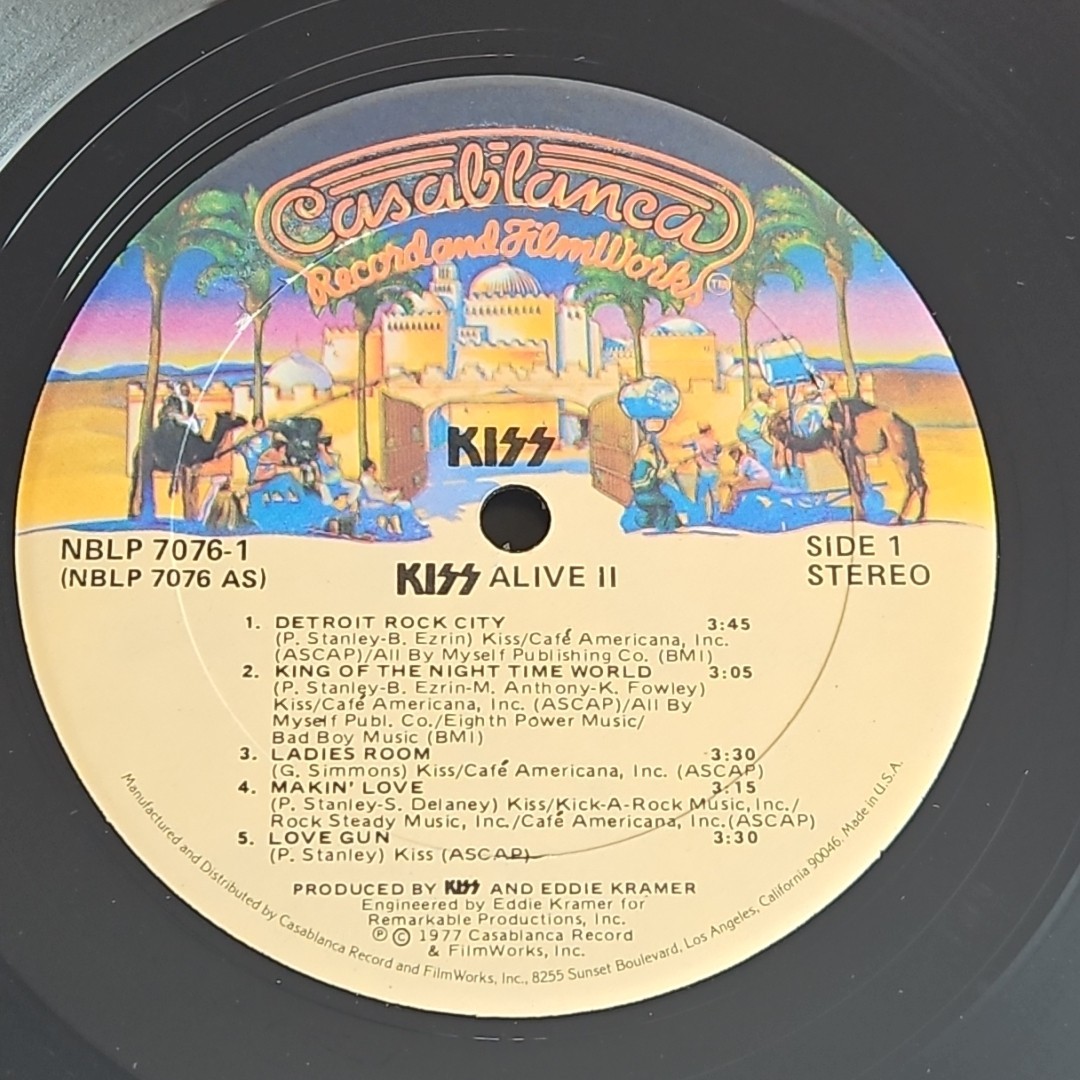 Casablanca
Record and FilmWorks
TM
KISS
NBLP 7076-1
(NBLP 7076 AS)
SIDE 1
STEREO
KISS ALIVE II
1. DETROIT ROCK CITY 3:45
(P. Stanley-B. Ezrin) Kiss/Café Americana, Inc.
(ASCAP)/All By Myself Publishing Co. (BMI)
2. KING OF THE NIGHT TIME WORLD 3:05
(P. Stanley-B. Ezrin-M. Anthony-K. Fowley)
Kiss/Café Americana, Inc. (ASCAP)/All By
Myself Publ. Co./Eighth Power Music/
Bad Boy Music (BMI)
3. LADIES ROOM 3:30
(G. Simmons) Kiss/Café Americana, Inc. (ASCAP)
4. MAKIN' LOVE 3:15
(P. Stanley-S. Delaney) Kiss/Kick-A-Rock Music, Inc./
Rock Steady Music, Inc./Café Americana, Inc. (ASCAP)
5. LOVE GUN 3:30
(P. Stanley) Kiss (ASCAP)
PRODUCED BY KISS AND EDDIE KRAMER
Engineered by Eddie Kramer for
Remarkable Productions, Inc.
℗ © 1977 Casablanca Record
& FilmWorks, Inc.
Manufactured and Distributed by Casablanca Record and FilmWorks, Inc., 8255 Sunset Boulevard, Los Angeles, California 90046. Made in U.S.A.